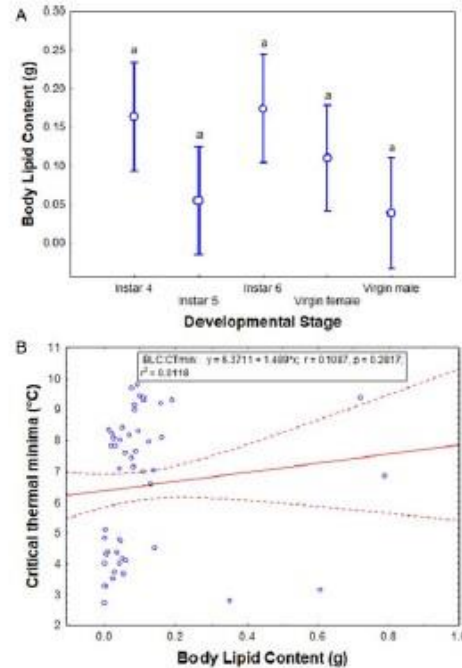 A
Body Lipid Content (g)
0.30
0.25
0.20
0.15
0.10
0.05
0.00
a
a
a
a
a
Instar 4
Instar 5
Instar 6
Virgin female
Virgin male
Developmental Stage
B
BLC:CTmin: y = 6.3711 + 1.489*x; r = 0.1087, p = 0.2817;
r² = 0.0118
Critical thermal minima (°C)
11
10
9
8
7
6
5
4
3
2
0.0
0.2
0.4
0.6
0.8
1.0
Body Lipid Content (g)